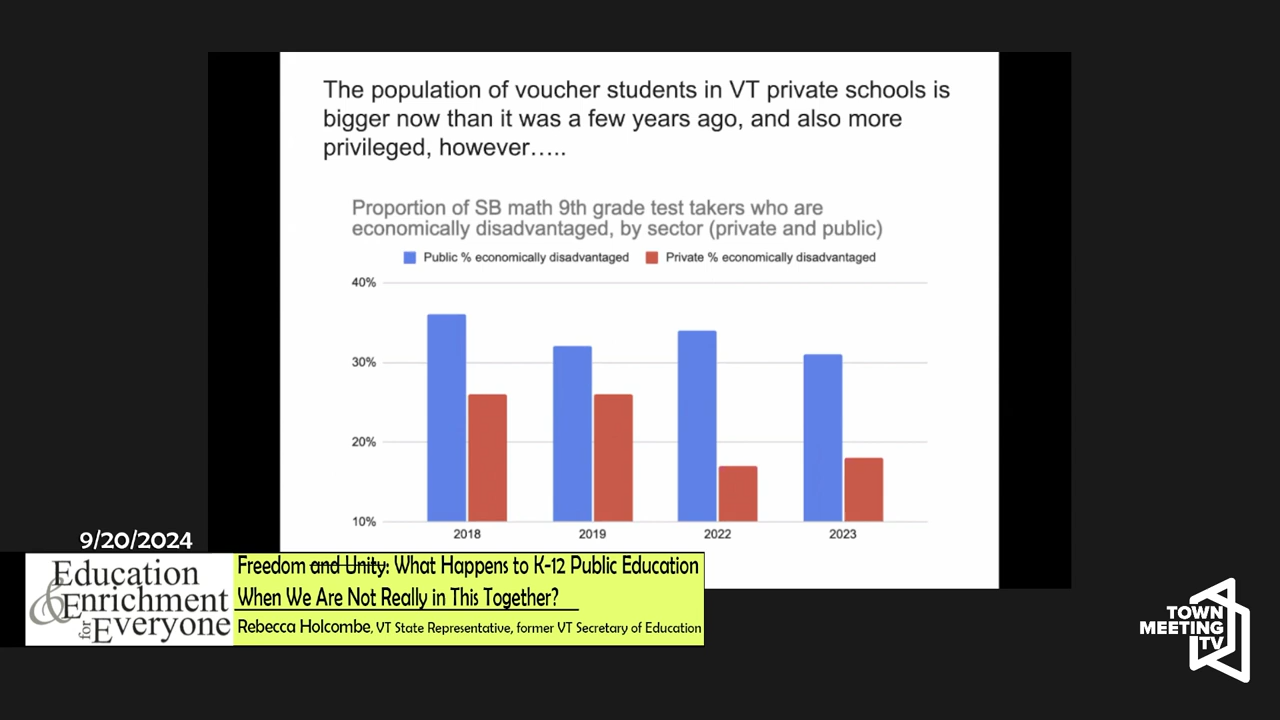 The population of voucher students in VT private schools is
bigger now than it was a few years ago, and also more
privileged, however…..
Proportion of SB math 9th grade test takers who are
economically disadvantaged, by sector (private and public)
Public % economically disadvantaged Private % economically disadvantaged
40%
30%
20%
10%
2018 2019 2022 2023
9/20/2024
Education
& Enrichment
for Everyone
Freedom and Unity: What Happens to K-12 Public Education
When We Are Not Really in This Together?
Rebecca Holcombe, VT State Representative, former VT Secretary of Education
TOWN
MEETING
TV